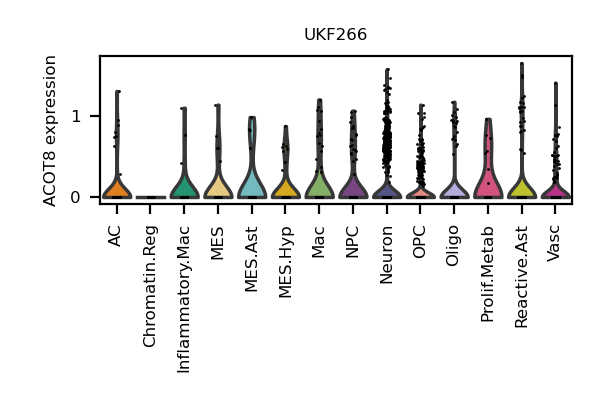 UKF266
ACOT8 expression
1
0
AC
Chromatin.Reg
Inflammatory.Mac
MES
MES.Ast
MES.Hyp
Mac
NPC
Neuron
OPC
Oligo
Prolif.Metab
Reactive.Ast
Vasc